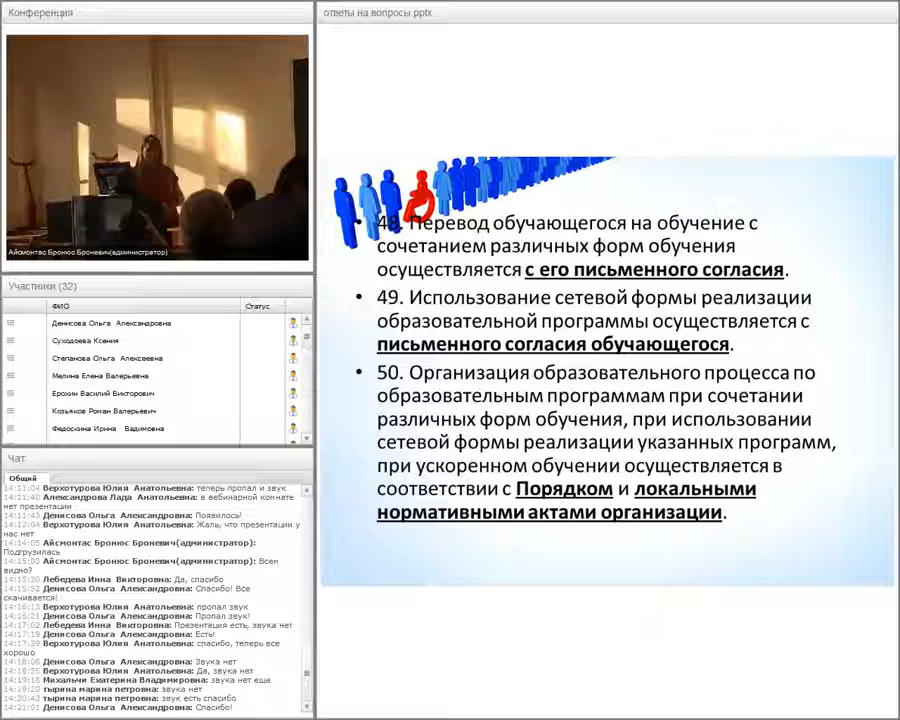 Конференция
Айсмонтас Бронюс Броневич(администратор)
Участники (32)
ФИО Статус
Денисова Ольга Александровна
Суходоева Ксения
Степанова Ольга Алексеевна
Мелина Елена Валерьевна
Ерохин Василий Викторович
Козьяков Роман Валерьевич
Федоскина Ирина Вадимовна
Чат
Общий
14:11:04 Верхотурова Юлия Анатольевна: теперь пропал и звук
14:11:40 Александрова Лада Анатольевна: в вебинарной комнате
нет презентации
14:11:43 Денисова Ольга Александровна: Появилось!
14:12:04 Верхотурова Юлия Анатольевна: Жаль, что презентации у
нас нет
14:14:05 Айсмонтас Бронюс Броневич(администратор):
Подгрузилась
14:15:03 Айсмонтас Бронюс Броневич(администратор): Всем
видно?
14:15:30 Лебедева Инна Викторовна: Да, спасибо
14:15:52 Денисова Ольга Александровна: Спасибо! Все
скачивается!
14:16:13 Верхотурова Юлия Анатольевна: пропал звук
14:16:21 Денисова Ольга Александровна: Пропал звук!
14:17:02 Лебедева Инна Викторовна: Презентация есть, звука нет
14:17:19 Денисова Ольга Александровна: Есть!
14:17:39 Верхотурова Юлия Анатольевна: спасибо, теперь все
хорошо
14:18:06 Денисова Ольга Александровна: Звука нет
14:18:35 Верхотурова Юлия Анатольевна: Да, звука нет
14:19:18 Михальчи Екатерина Владимировна: звука нет еще
14:19:20 тырина марина петровна: звука нет
14:20:43 тырина марина петровна: звук есть спасибо
14:21:01 Денисова Ольга Александровна: Спасибо!
ответы на вопросы.pptx
• 48. Перевод обучающегося на обучение с
сочетанием различных форм обучения
осуществляется с его письменного согласия.
• 49. Использование сетевой формы реализации
образовательной программы осуществляется с
письменного согласия обучающегося.
• 50. Организация образовательного процесса по
образовательным программам при сочетании
различных форм обучения, при использовании
сетевой формы реализации указанных программ,
при ускоренном обучении осуществляется в
соответствии с Порядком и локальными
нормативными актами организации.